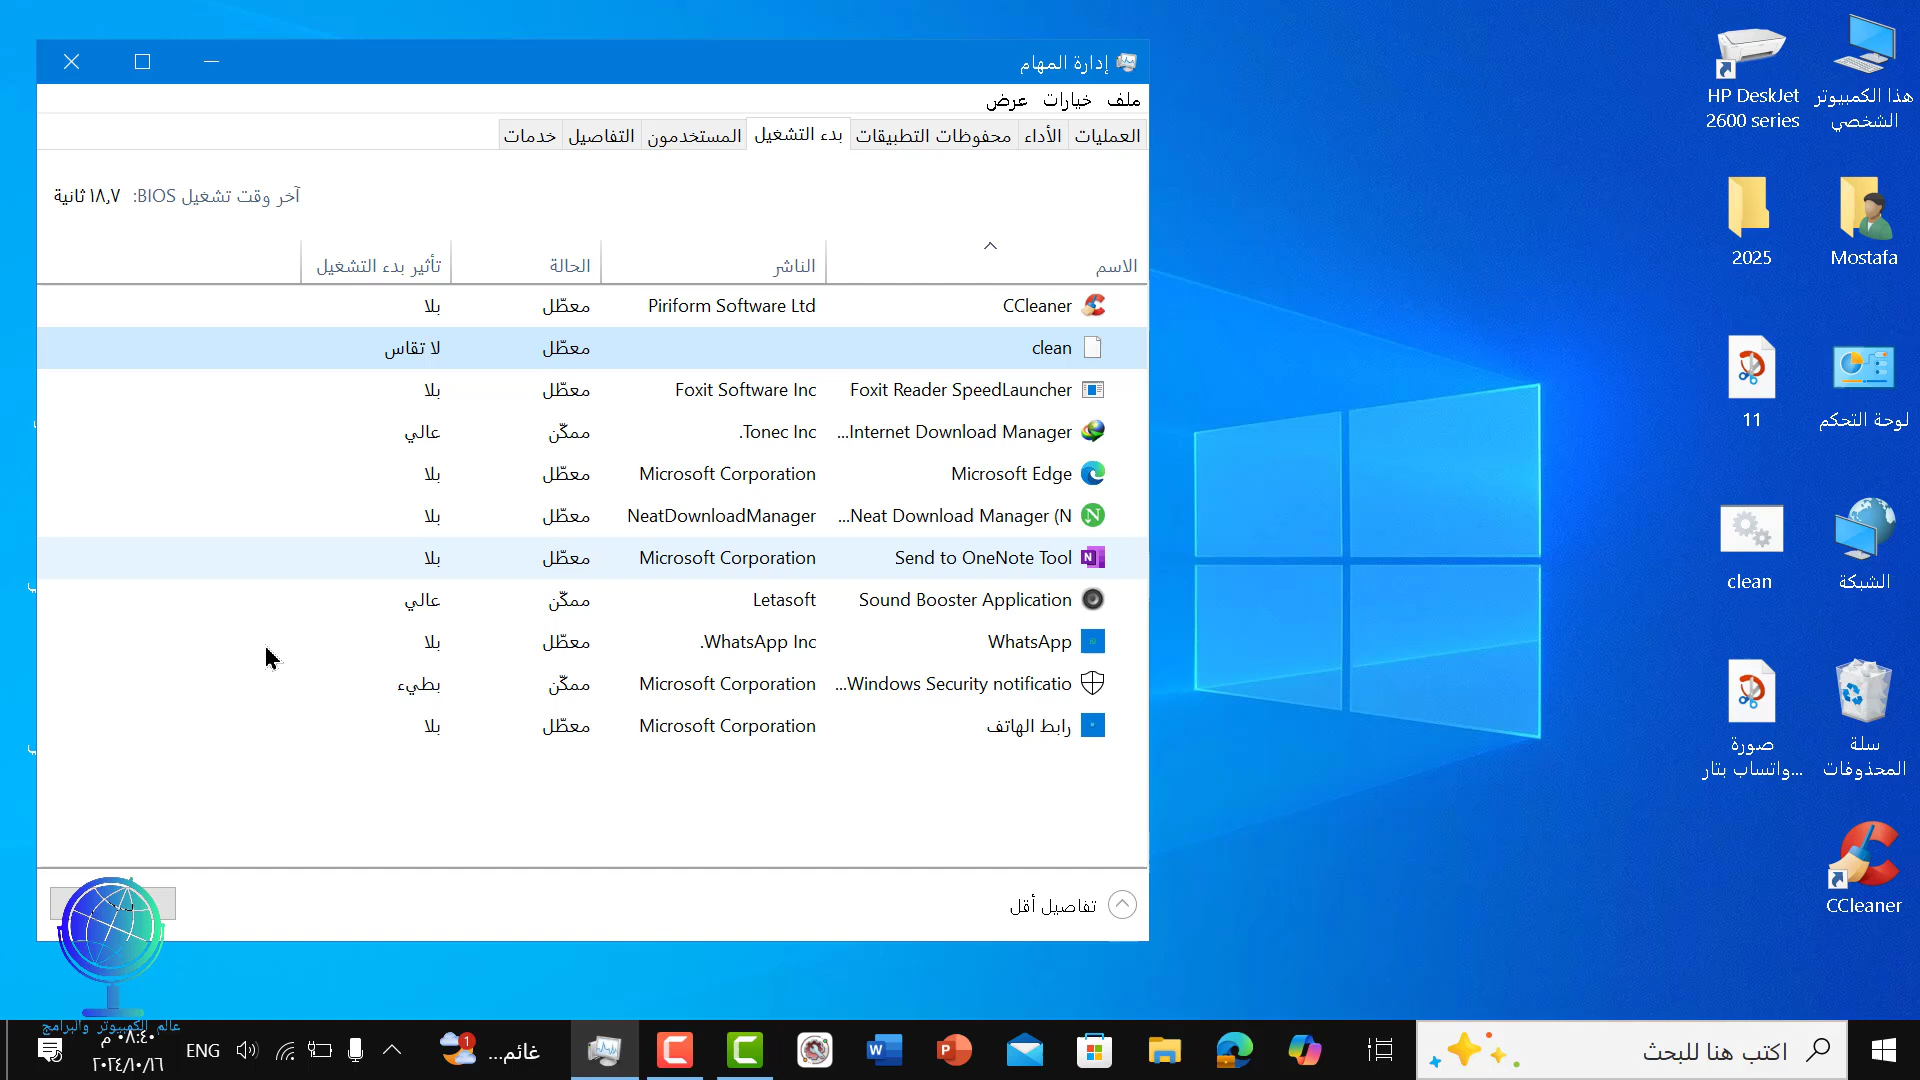 إدارة المهام
ملف خيارات عرض
العمليات الأداء محفوظات التطبيقات بدء التشغيل المستخدمون التفاصيل خدمات
آخر وقت تشغيل BIOS: ١٨,٧ ثانية
الاسم الناشر الحالة تأثير بدء التشغيل
CCleaner Piriform Software Ltd معطّل بلا
clean معطّل لا تقاس
Foxit Reader SpeedLauncher Foxit Software Inc معطّل بلا
Internet Download Manager... Tonec Inc. ممكّن عالي
Microsoft Edge Microsoft Corporation معطّل بلا
Neat Download Manager (N... NeatDownloadManager معطّل بلا
Send to OneNote Tool Microsoft Corporation معطّل بلا
Sound Booster Application Letasoft ممكّن عالي
WhatsApp WhatsApp Inc. معطّل بلا
Windows Security notificatio... Microsoft Corporation ممكّن بطيء
رابط الهاتف Microsoft Corporation معطّل بلا
تفاصيل أقل
هذا الكمبيوتر
الشخصي
HP DeskJet
2600 series
Mostafa
2025
لوحة التحكم
11
الشبكة
clean
سلة
المحذوفات
صورة
واتساب بتار...
CCleaner
عالم الكمبيوتر والبرامج
اكتب هنا للبحث
غائم...
1
ENG
٠٨:٤٠ م
٢٠٢٤/١٠/١٦